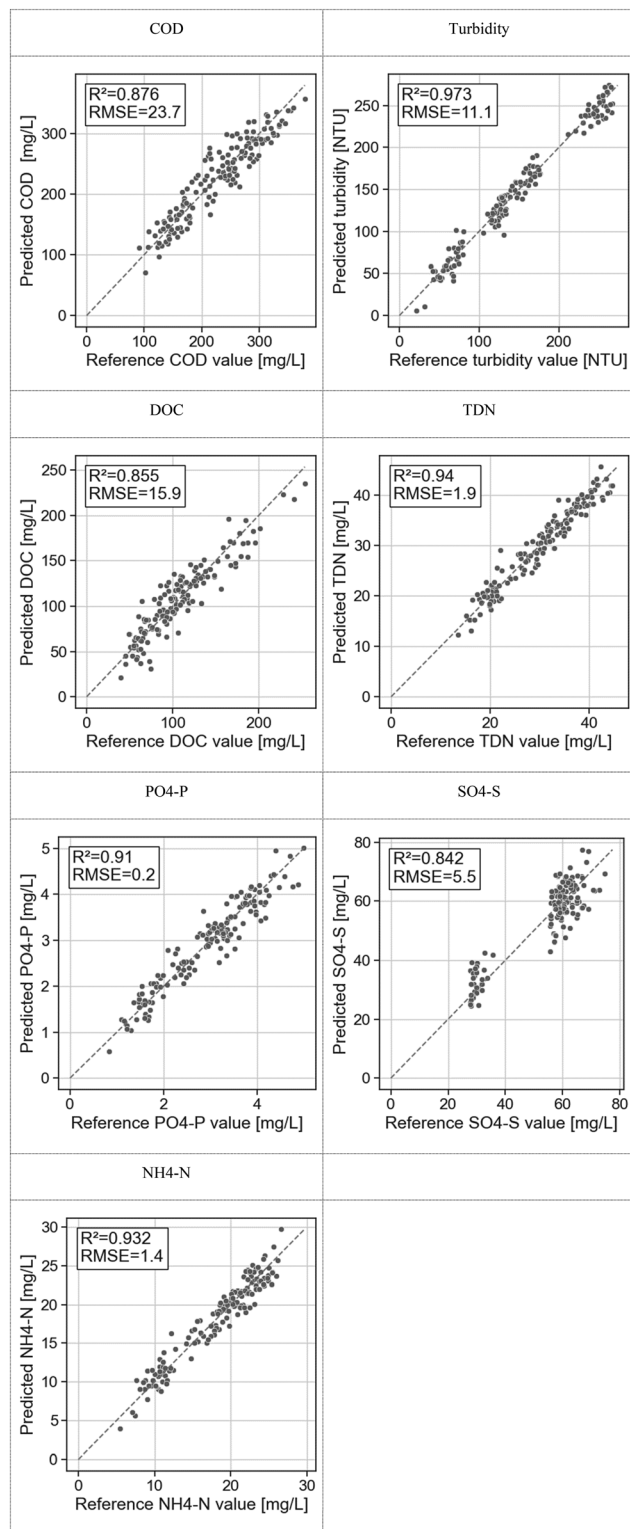 COD
Turbidity
R²=0.876
RMSE=23.7
300
200
100
0
Predicted COD  [mg/L]
0
100
200
300
Reference COD value [mg/L]
R²=0.973
RMSE=11.1
250
200
150
100
50
0
Predicted turbidity [NTU]
0
100
200
Reference turbidity value [NTU]
DOC
TDN
R²=0.855
RMSE=15.9
250
200
150
100
50
0
Predicted DOC [mg/L]
0
100
200
Reference DOC value [mg/L]
R²=0.94
RMSE=1.9
40
30
20
10
0
Predicted TDN [mg/L]
0
20
40
Reference TDN value [mg/L]
PO4-P
SO4-S
R²=0.91
RMSE=0.2
5
4
3
2
1
0
Predicted PO4-P [mg/L]
0
2
4
Reference PO4-P value [mg/L]
R²=0.842
RMSE=5.5
80
60
40
20
0
Predicted SO4-S [mg/L]
0
20
40
60
80
Reference SO4-S value [mg/L]
NH4-N
R²=0.932
RMSE=1.4
30
25
20
15
10
5
0
Predicted NH4-N [mg/L]
0
10
20
30
Reference NH4-N value [mg/L]